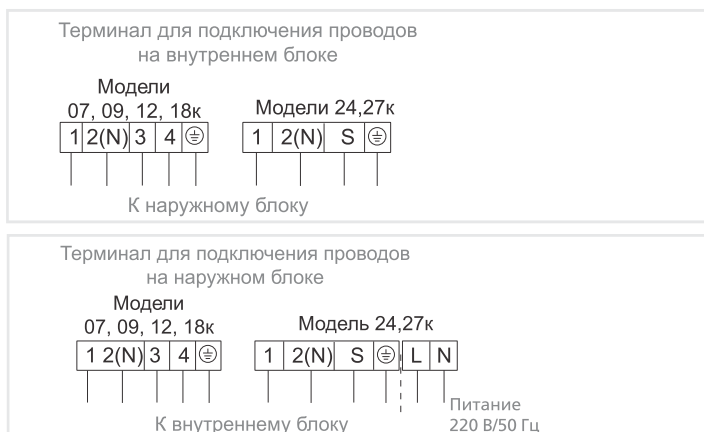 Терминал для подключения проводов
на внутреннем блоке
Модели
07, 09, 12, 18к
1 2(N) 3 4
Модели 24,27к
1 2(N) S
К наружному блоку
Терминал для подключения проводов
на наружном блоке
Модели
07, 09, 12, 18к
1 2(N) 3 4
Модель 24,27к
1 2(N) S L N
К внутреннему блоку
Питание
220 В/50 Гц